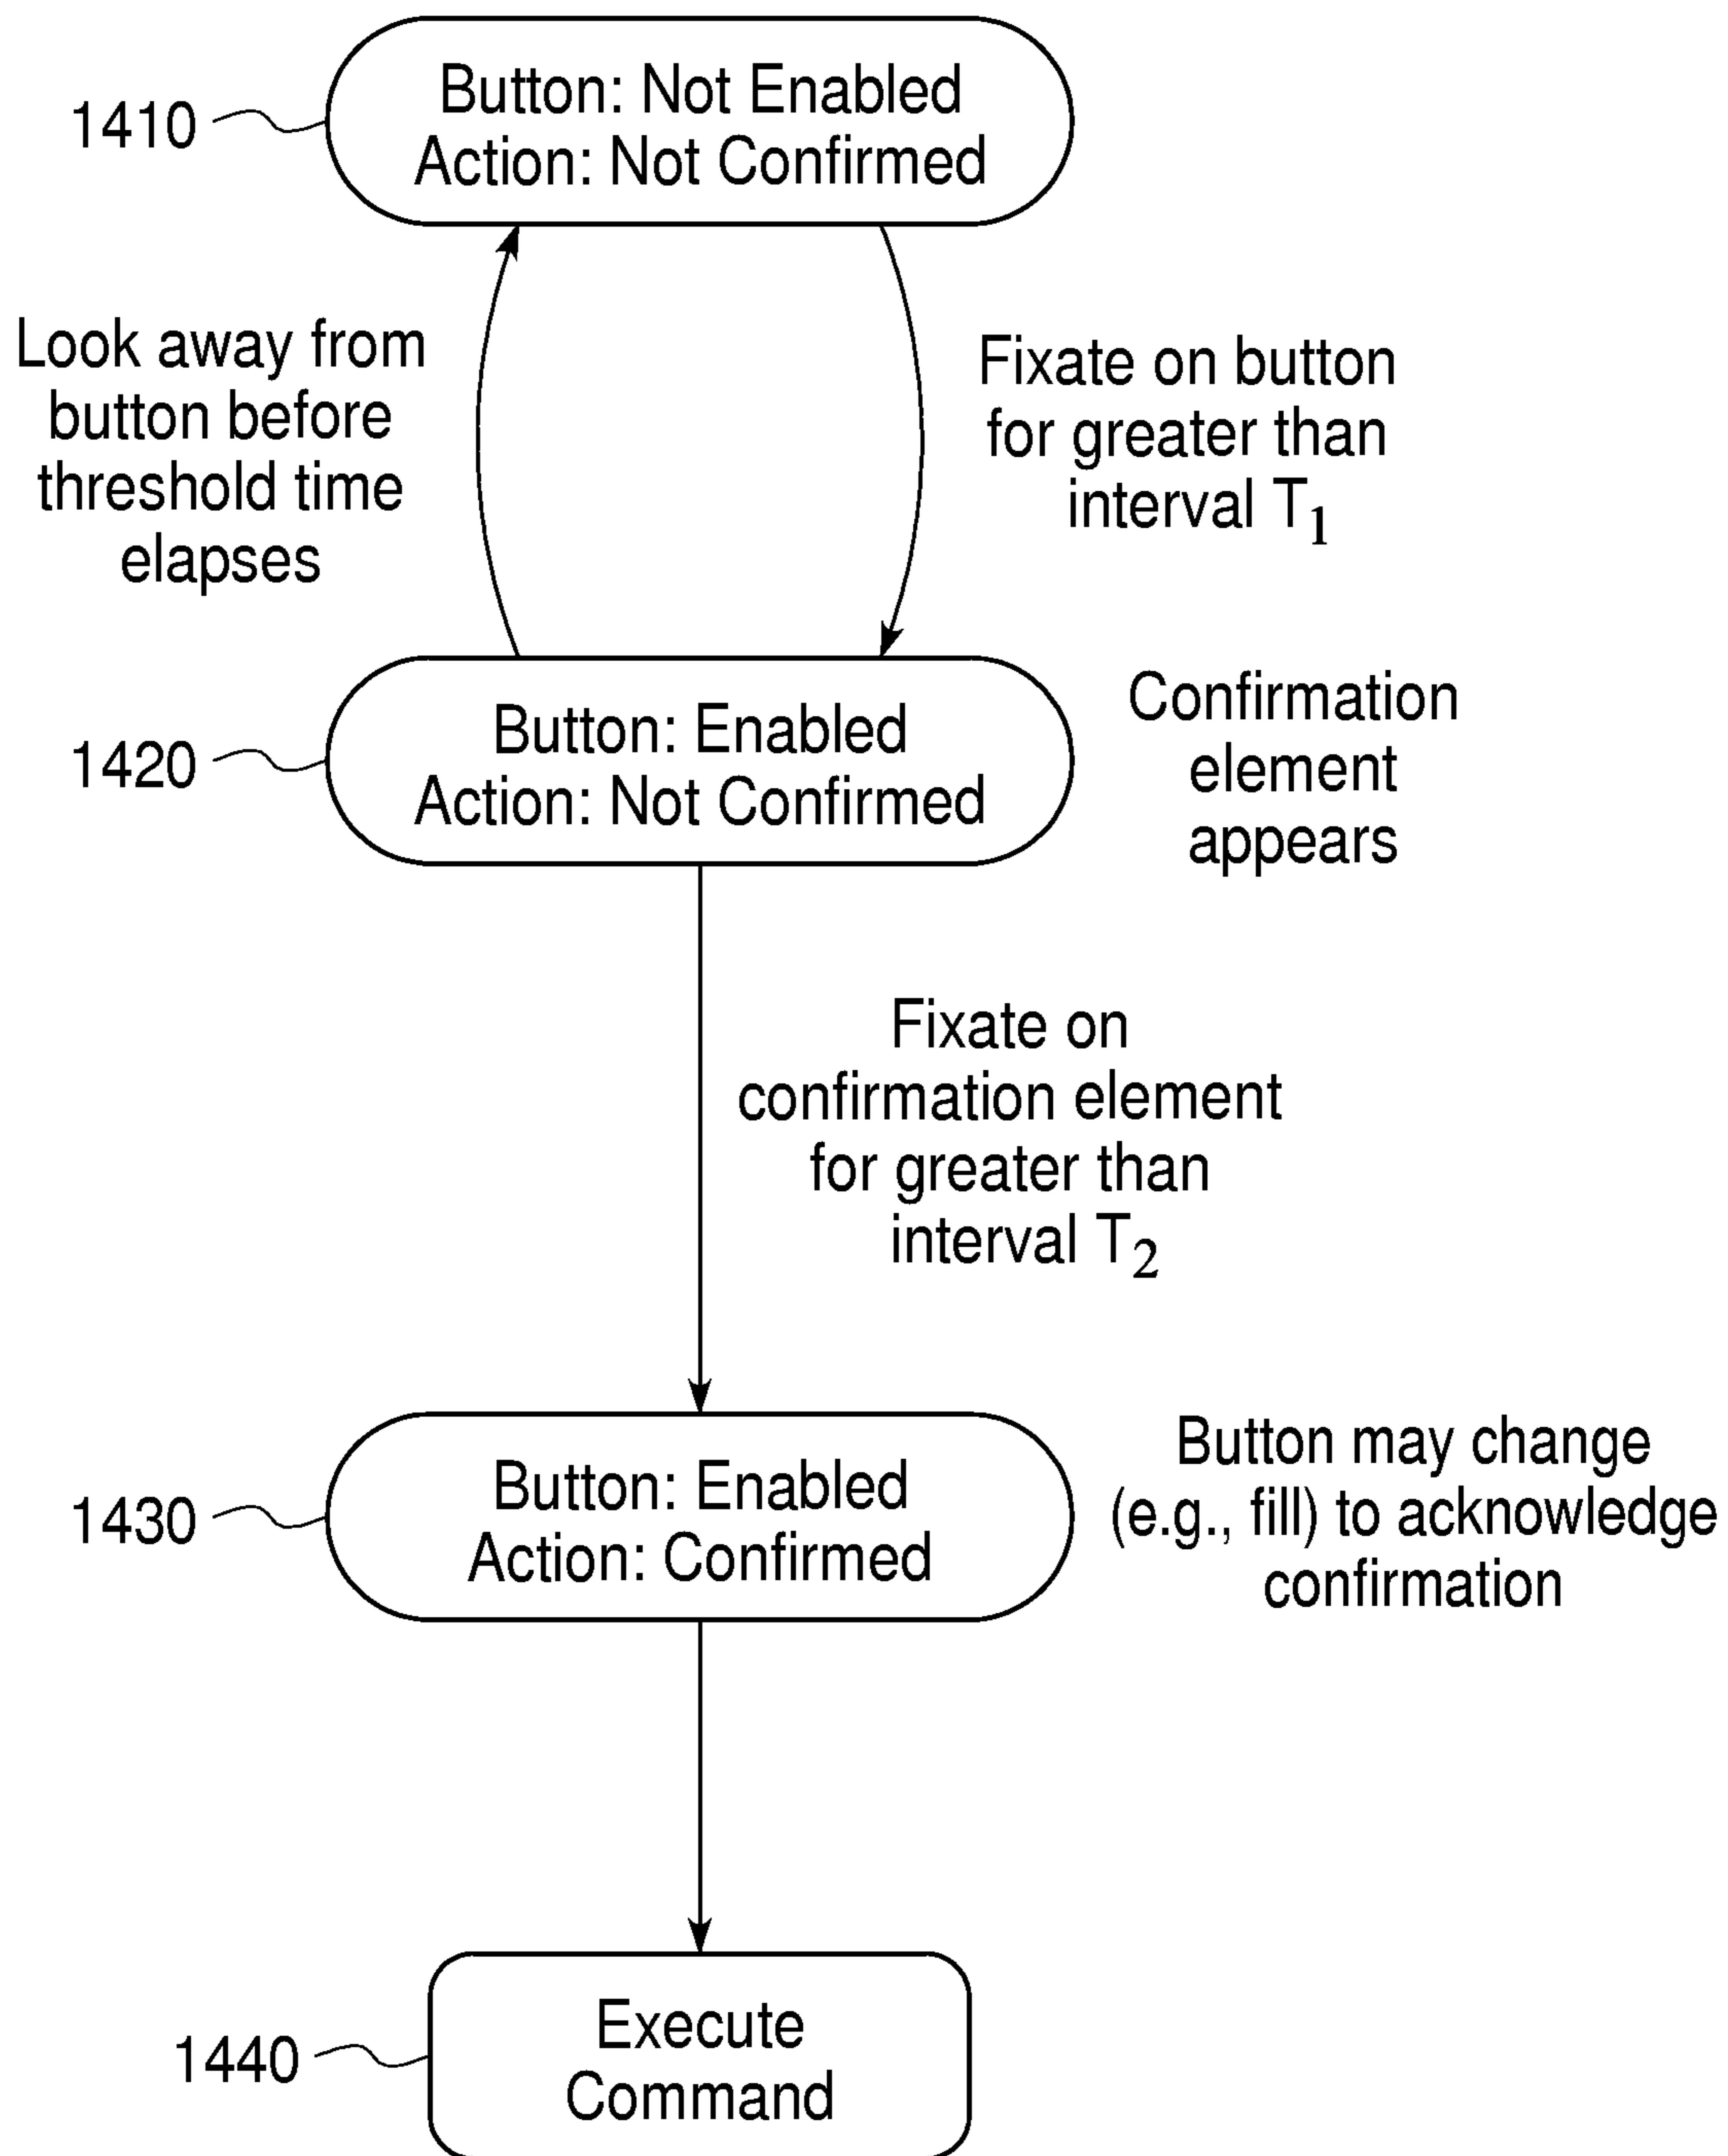 Button: Not Enabled
Action: Not Confirmed
1410
Look away from
button before
threshold time
elapses
Fixate on button
for greater than
interval T₁
Button: Enabled
Action: Not Confirmed
1420
Confirmation
element
appears
Fixate on
confirmation element
for greater than
interval T₂
Button: Enabled
Action: Confirmed
1430
Button may change
(e.g., fill) to acknowledge
confirmation
Execute
Command
1440